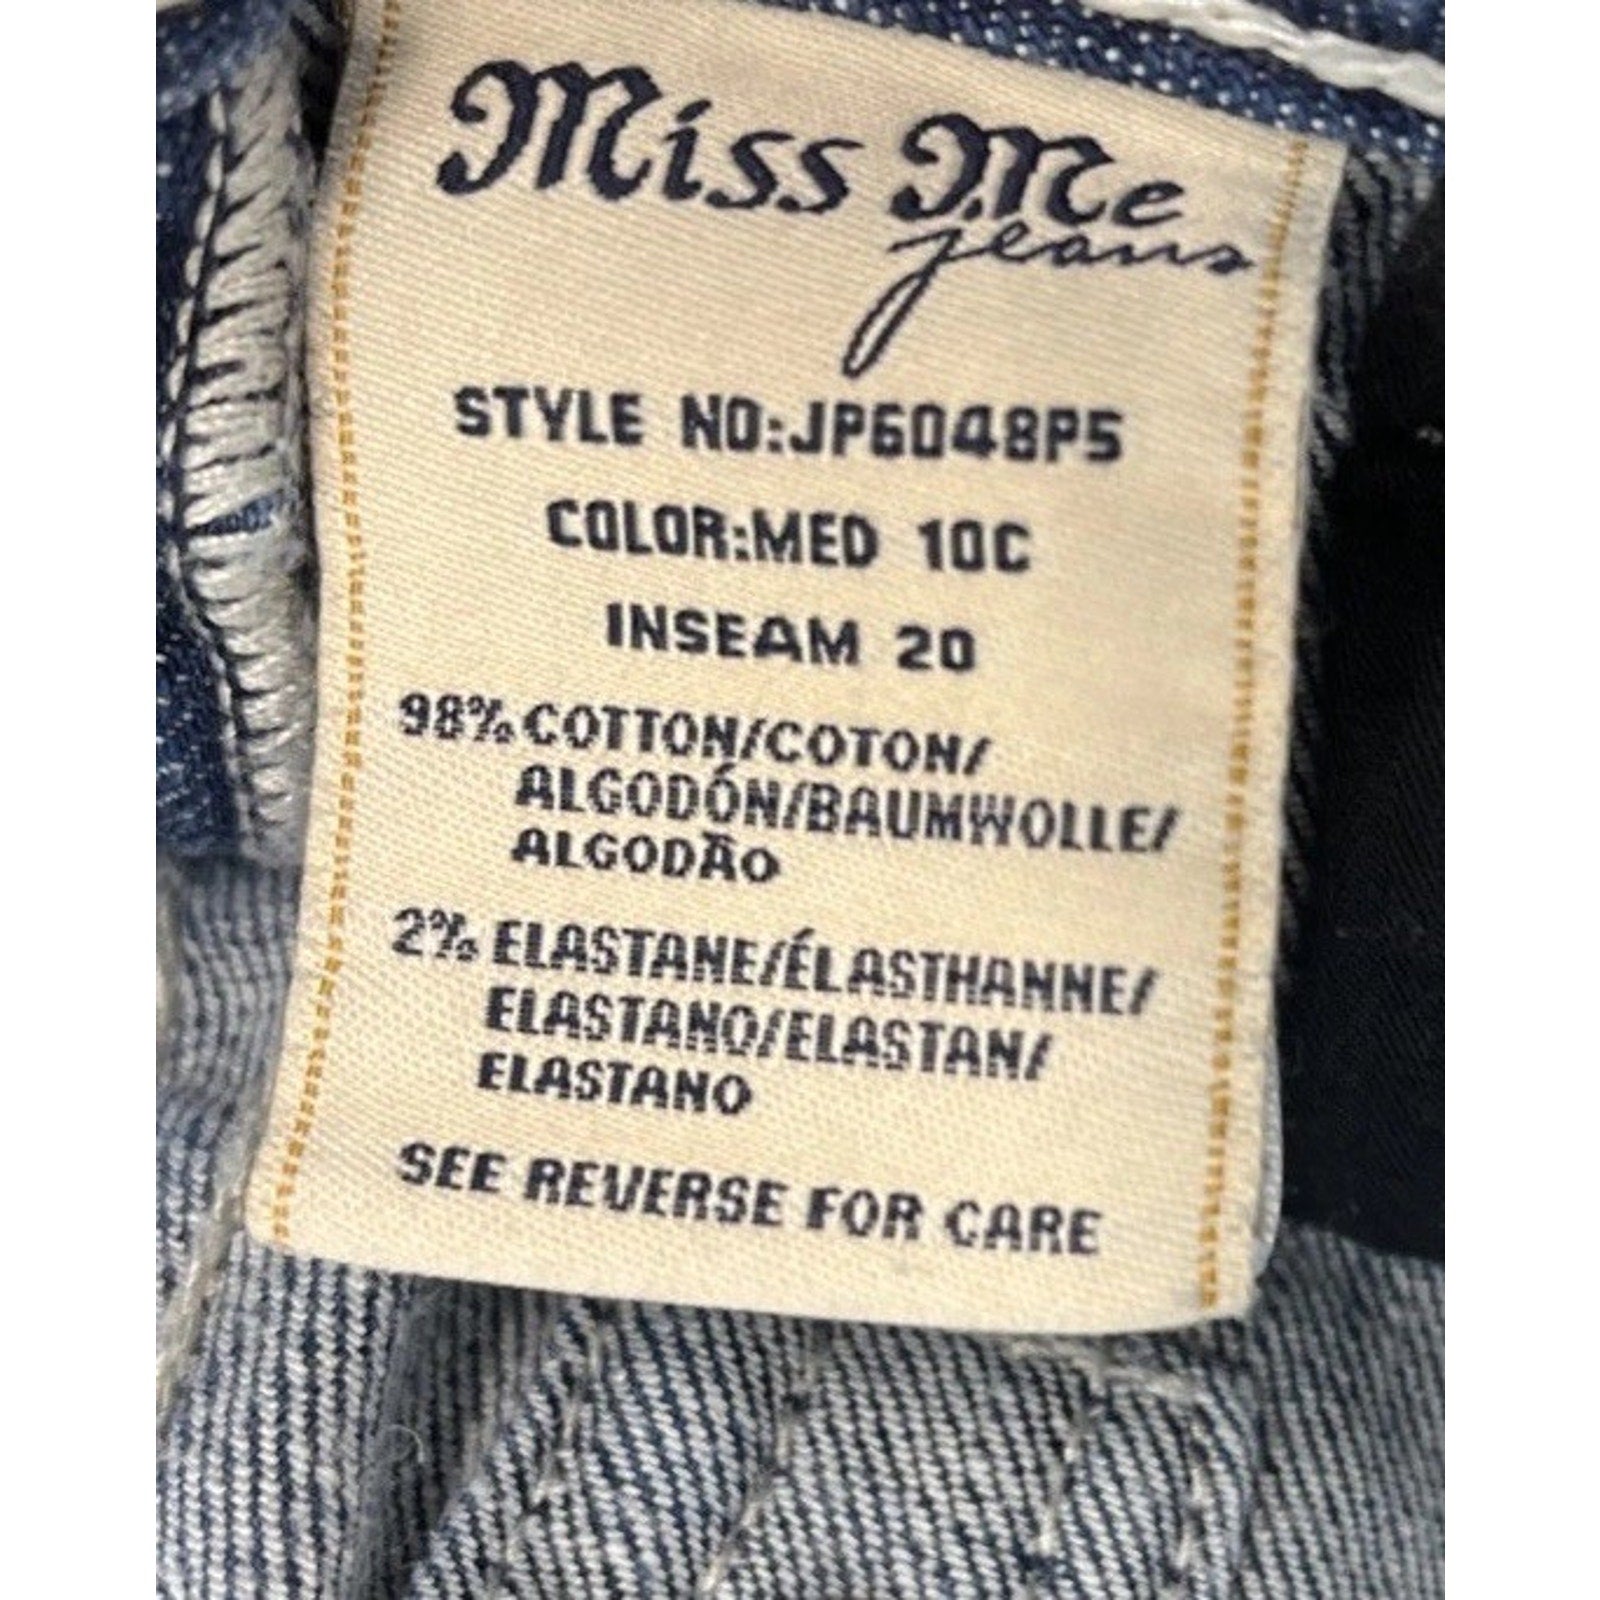 Miss Me
jeans
STYLE NO:JP6048P5
COLOR:MED 10C
INSEAM 20
98% COTTON/COTON/
ALGODÓN/BAUMWOLLE/
ALGODÃO
2% ELASTANE/ÉLASTHANNE/
ELASTANO/ELASTAN/
ELASTANO
SEE REVERSE FOR CARE